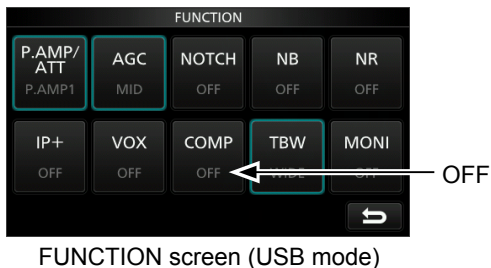 FUNCTION
P.AMP/ATT AGC NOTCH NB NR
P.AMP1 MID OFF OFF OFF
IP+ VOX COMP TBW MONI
OFF OFF OFF WIDE OFF
OFF
FUNCTION screen (USB mode)